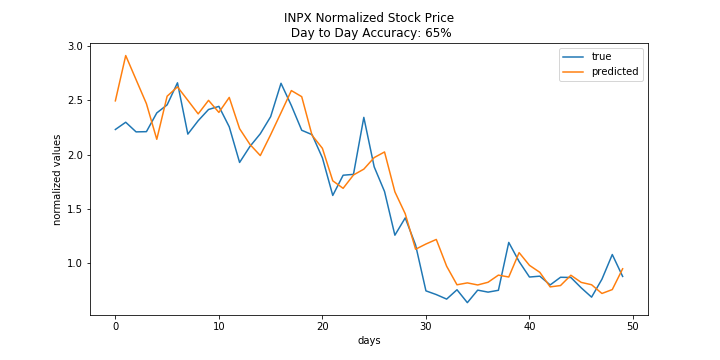 INPX Normalized Stock Price
Day to Day Accuracy: 65%
true
predicted
normalized values
3.0
2.5
2.0
1.5
1.0
0
10
20
30
40
50
days